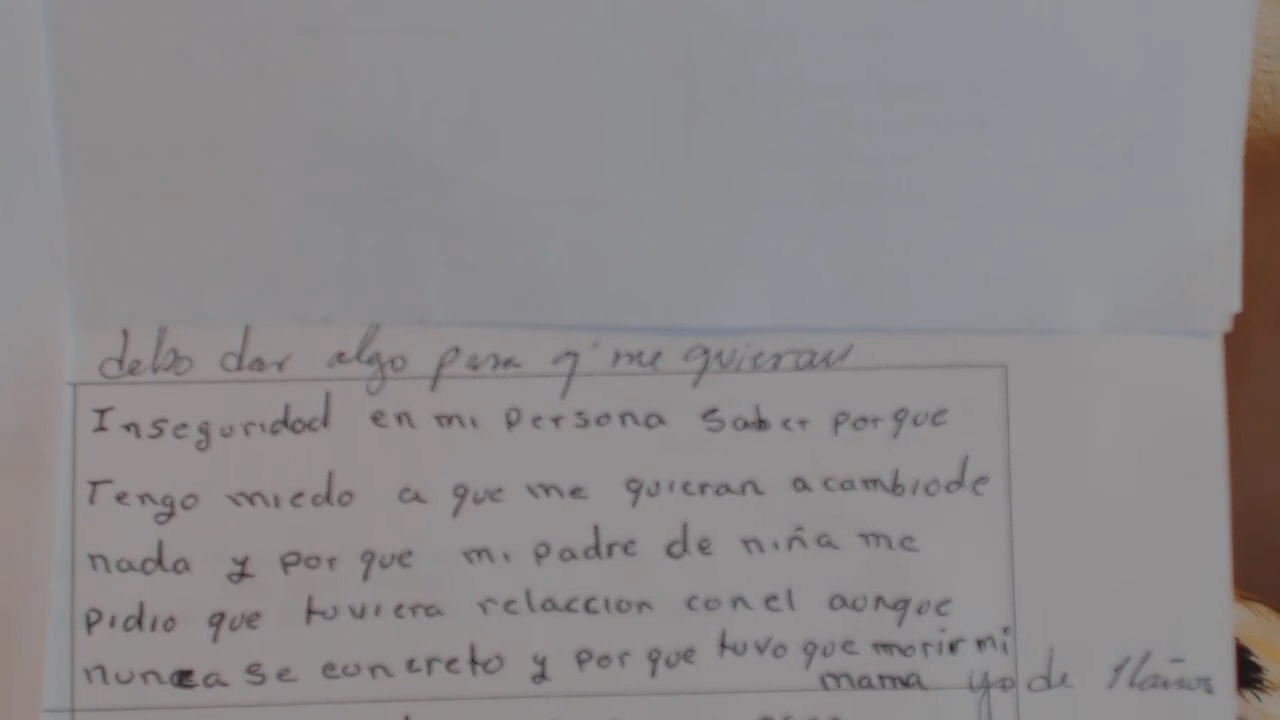 debo dar algo para q' me quieran
Inseguridad en mi persona Saber porque
Tengo miedo a que me quieran acambiode
nada y por que mi padre de niña me
pidio que tuviera relaccion conel aonque
nunca se concreto y por que tuvo que morir mi
mama yo de 11años